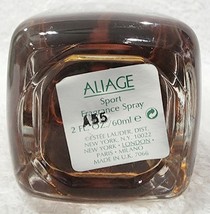 ALIAGE
Sport
Fragrance Spray
A55
2 FL.OZ./60ml ℮
©ESTĒE LAUDER, DIST.
NEW YORK, N.Y. 10022
NEW YORK • LONDON •
PARIS • MILANO
MADE IN U.K. 7066